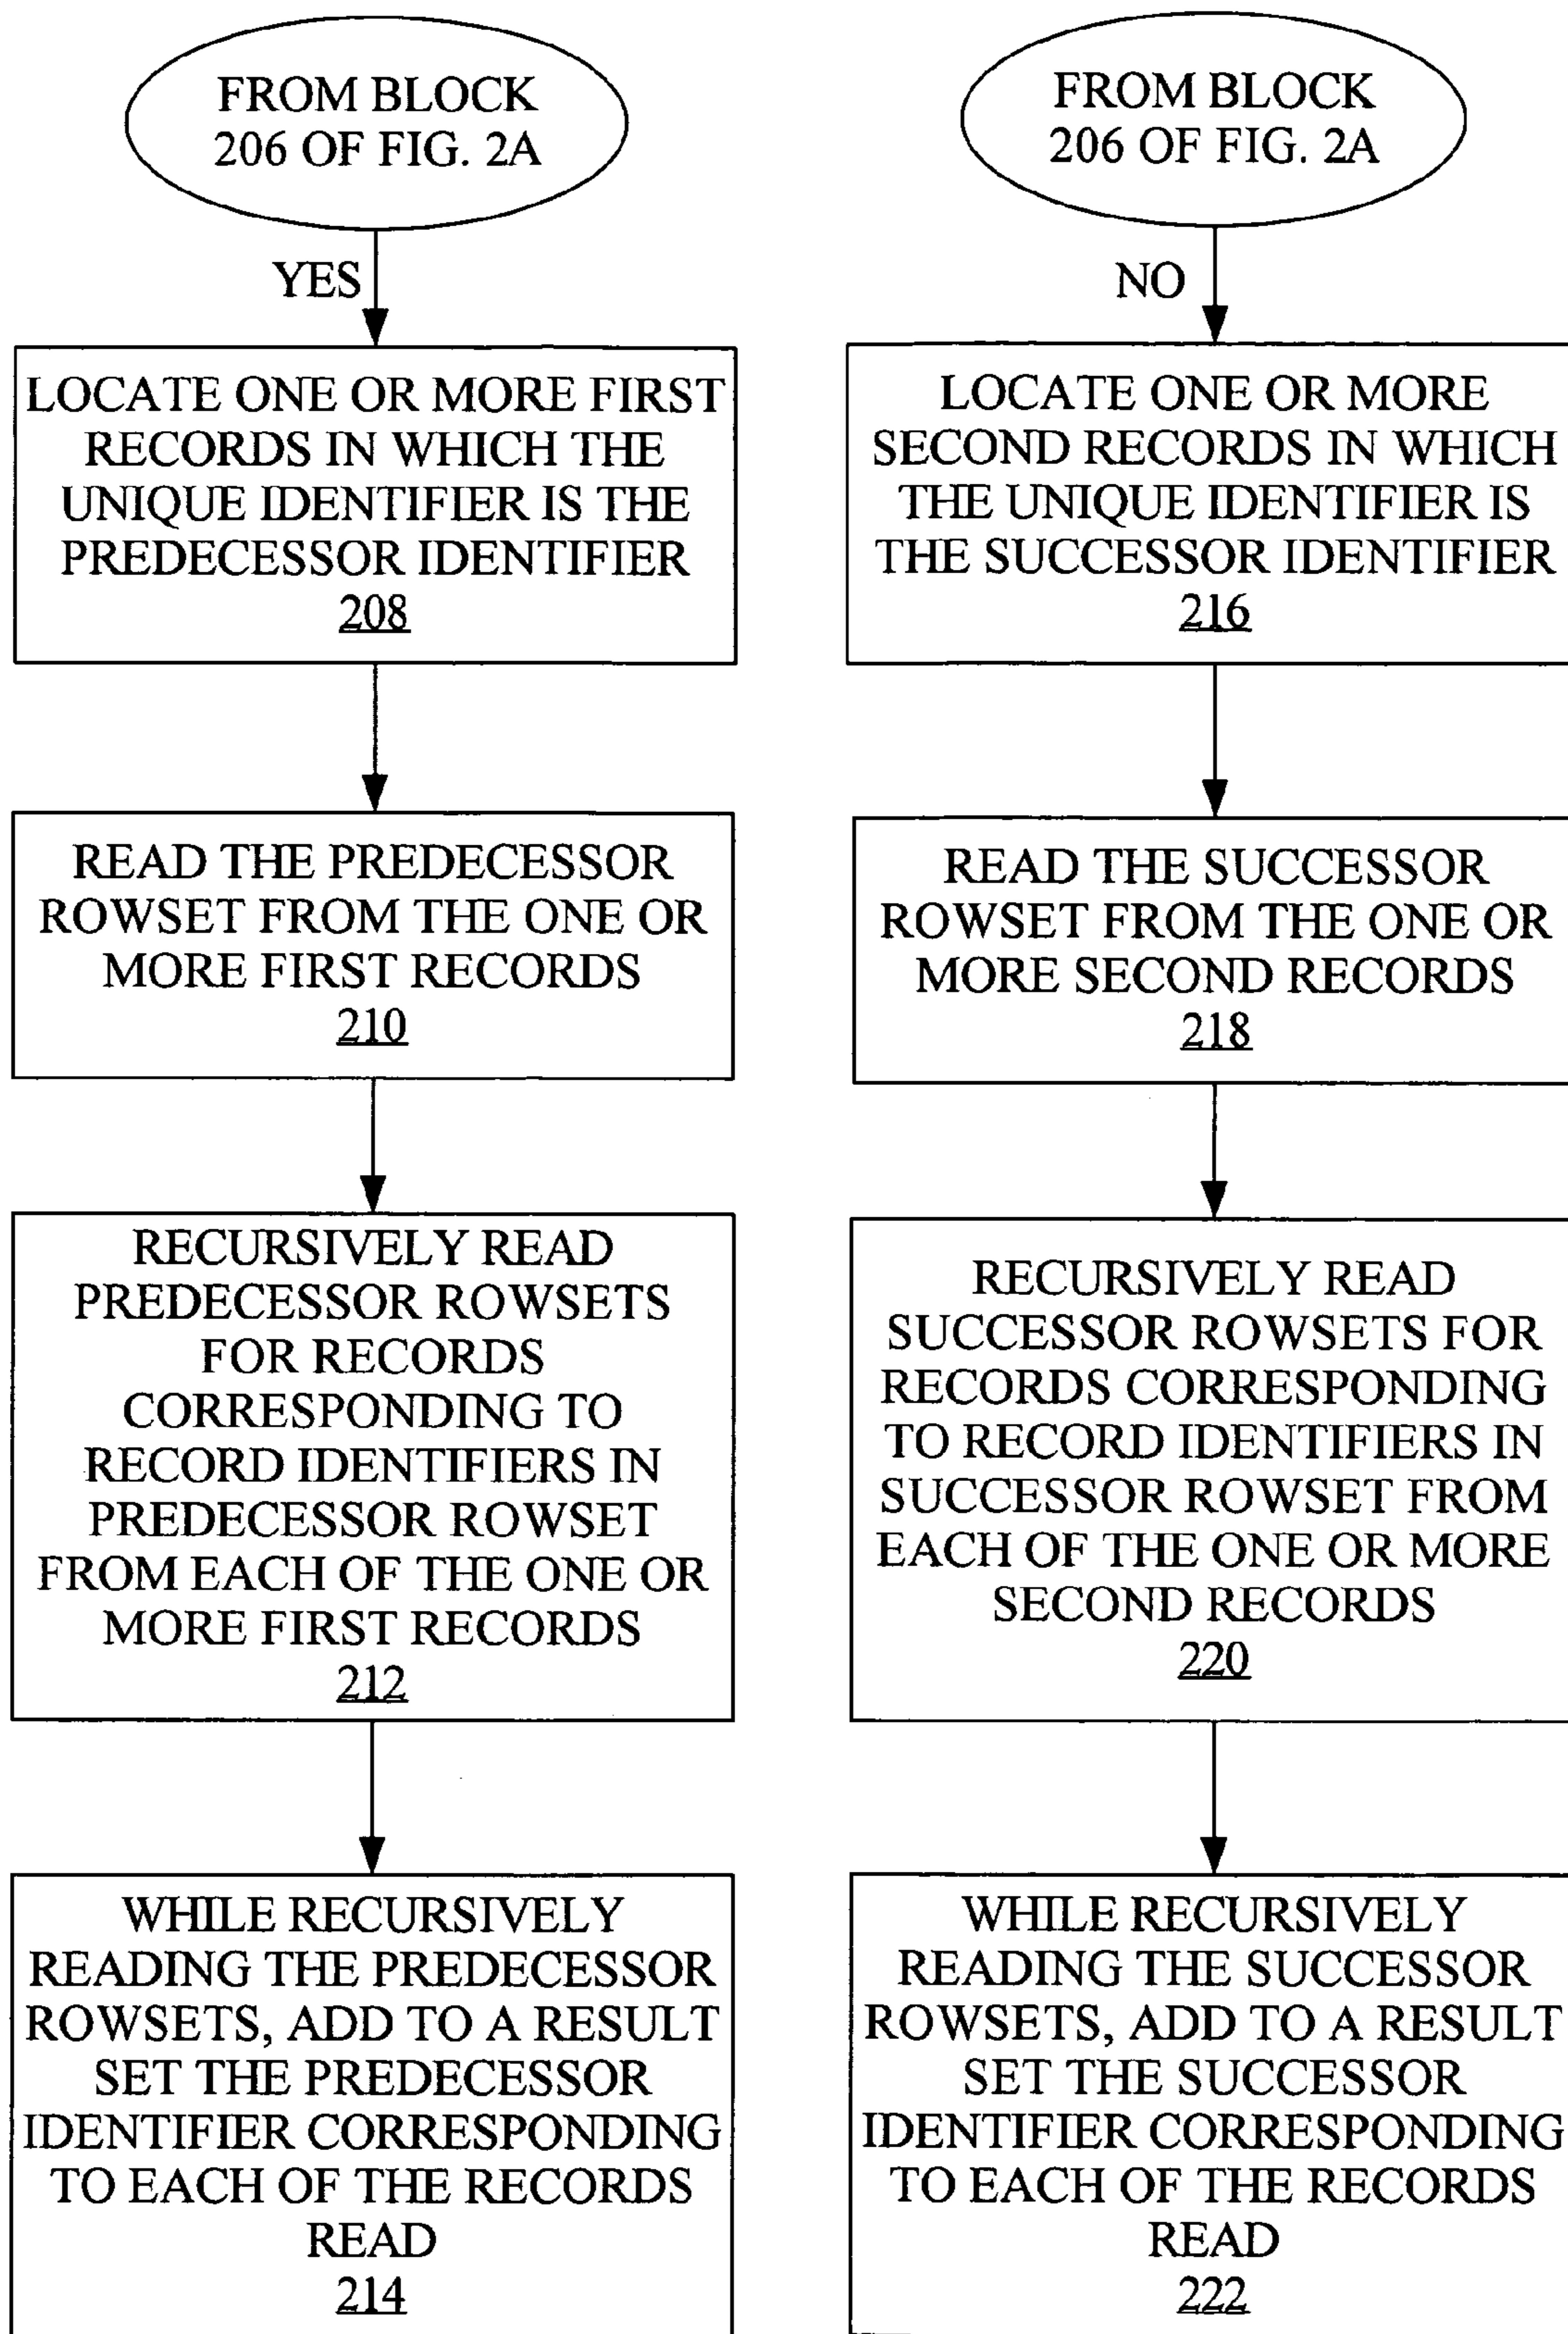 FROM BLOCK
206 OF FIG. 2A
YES
LOCATE ONE OR MORE FIRST
RECORDS IN WHICH THE
UNIQUE IDENTIFIER IS THE
PREDECESSOR IDENTIFIER
208
READ THE PREDECESSOR
ROWSET FROM THE ONE OR
MORE FIRST RECORDS
210
RECURSIVELY READ
PREDECESSOR ROWSETS
FOR RECORDS
CORRESPONDING TO
RECORD IDENTIFIERS IN
PREDECESSOR ROWSET
FROM EACH OF THE ONE OR
MORE FIRST RECORDS
212
WHILE RECURSIVELY
READING THE PREDECESSOR
ROWSETS, ADD TO A RESULT
SET THE PREDECESSOR
IDENTIFIER CORRESPONDING
TO EACH OF THE RECORDS
READ
214
FROM BLOCK
206 OF FIG. 2A
NO
LOCATE ONE OR MORE
SECOND RECORDS IN WHICH
THE UNIQUE IDENTIFIER IS
THE SUCCESSOR IDENTIFIER
216
READ THE SUCCESSOR
ROWSET FROM THE ONE OR
MORE SECOND RECORDS
218
RECURSIVELY READ
SUCCESSOR ROWSETS FOR
RECORDS CORRESPONDING
TO RECORD IDENTIFIERS IN
SUCCESSOR ROWSET FROM
EACH OF THE ONE OR MORE
SECOND RECORDS
220
WHILE RECURSIVELY
READING THE SUCCESSOR
ROWSETS, ADD TO A RESULT
SET THE SUCCESSOR
IDENTIFIER CORRESPONDING
TO EACH OF THE RECORDS
READ
222